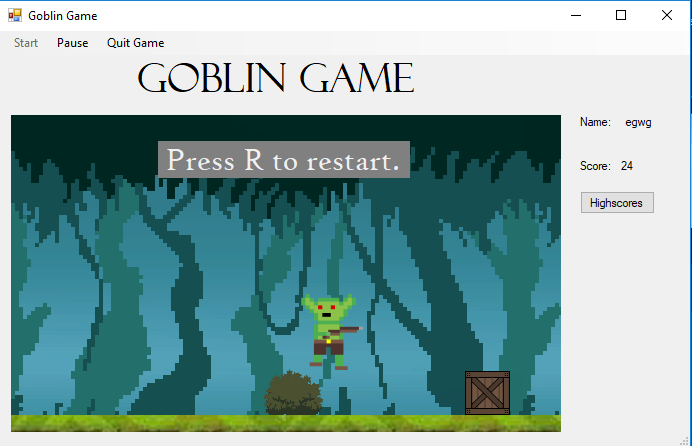 Goblin Game
Start Pause Quit Game
GOBLIN GAME
Press R to restart.
Name: egwg
Score: 24
Highscores